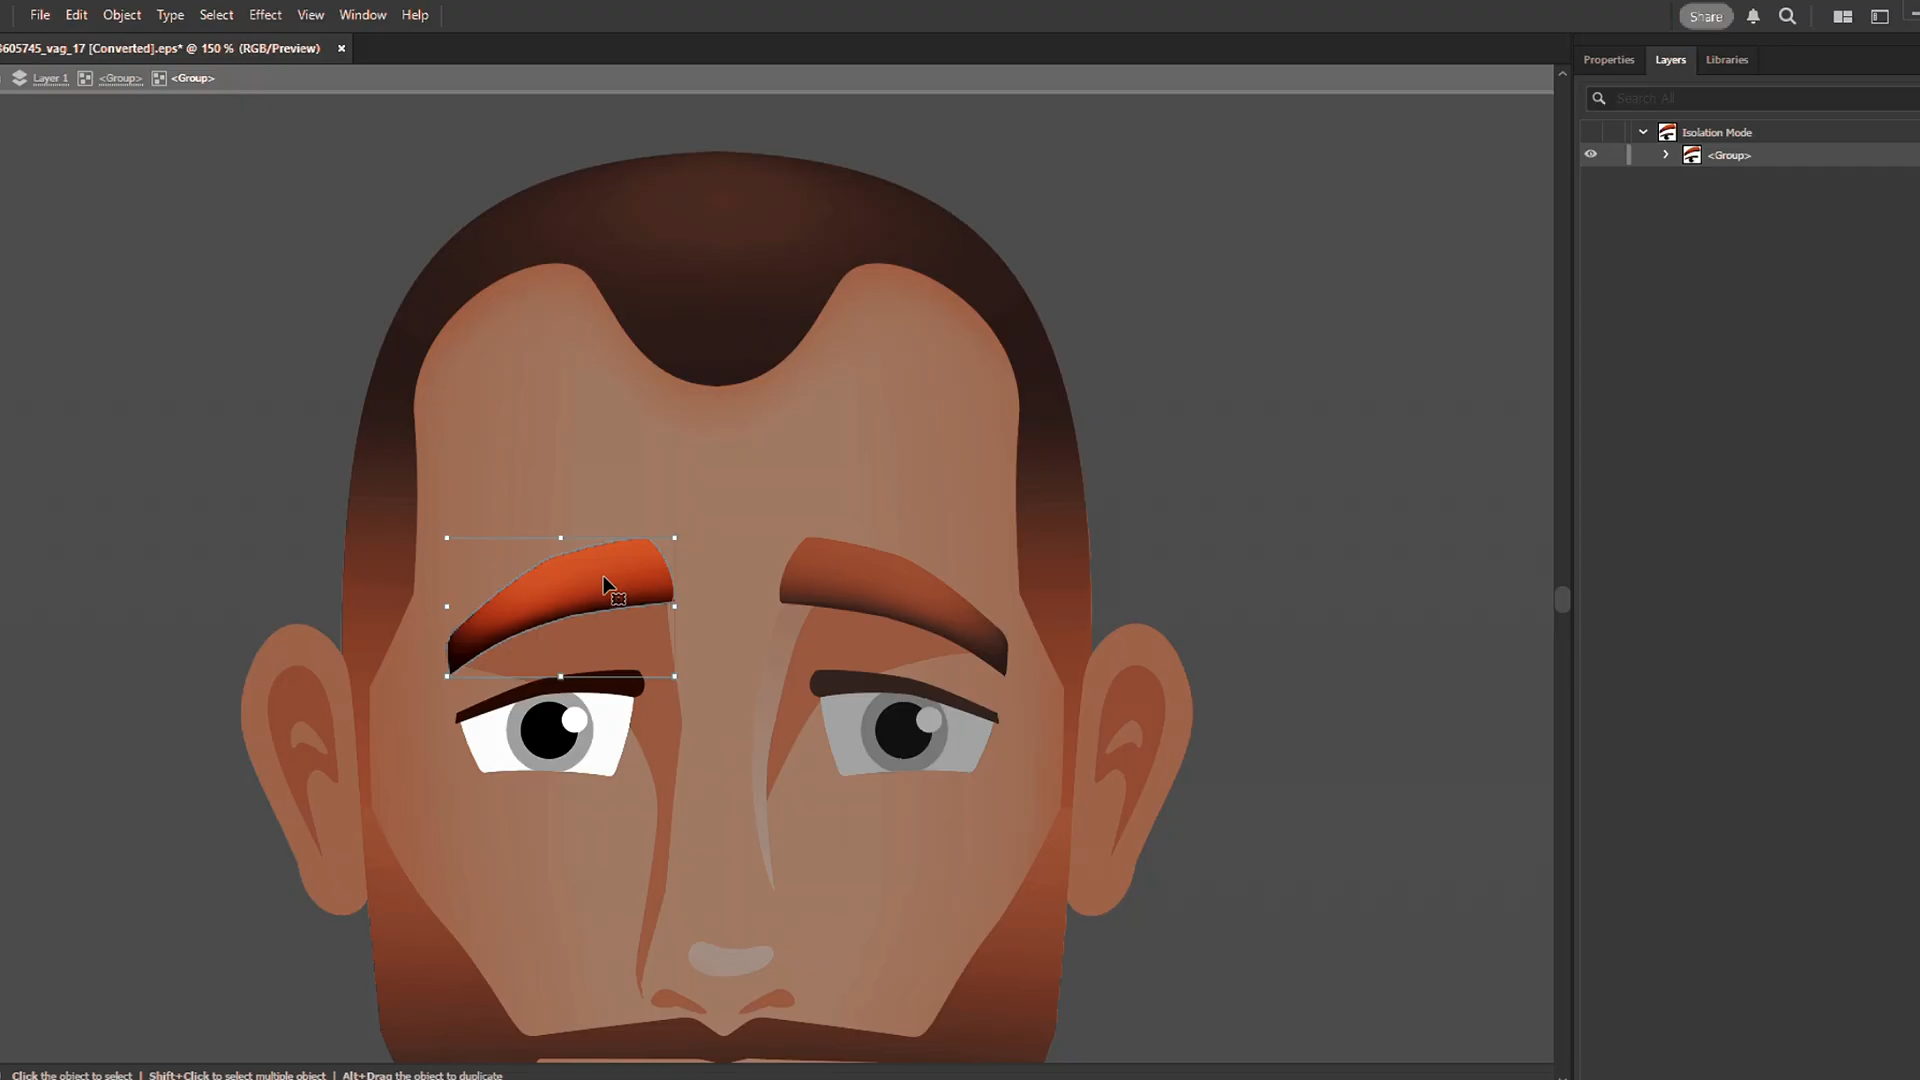 File Edit Object Type Select Effect View Window Help
Share
605745_vag_17 [Converted].eps* @ 150 % (RGB/Preview) ×
Layer 1 <Group> <Group>
Properties Layers Libraries
Search All
Isolation Mode
<Group>
Click the object to select | Shift+Click to select multiple object | Alt+Drag the object to duplicate